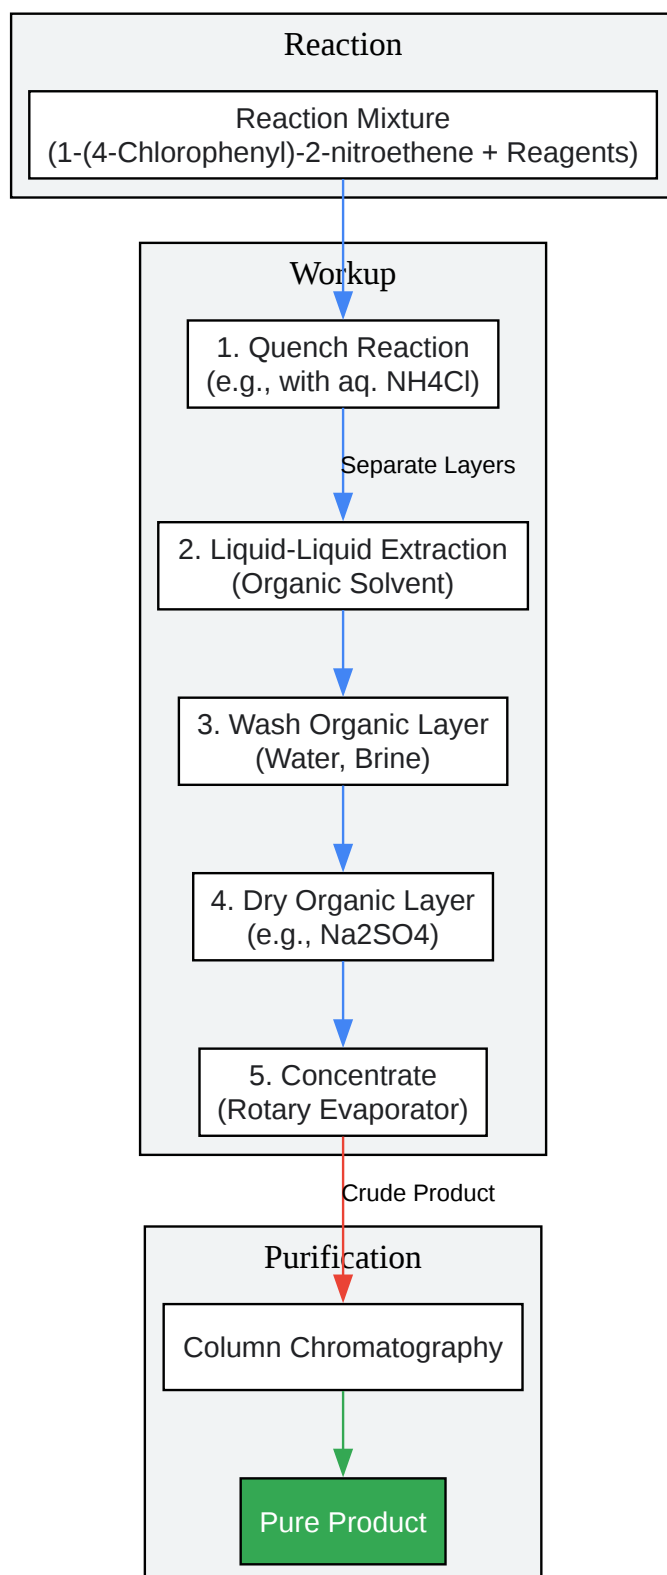 Reaction
Reaction Mixture
(1-(4-Chlorophenyl)-2-nitroethene + Reagents)
Workup
1. Quench Reaction
(e.g., with aq. NH4Cl)
Separate Layers
2. Liquid-Liquid Extraction
(Organic Solvent)
3. Wash Organic Layer
(Water, Brine)
4. Dry Organic Layer
(e.g., Na2SO4)
5. Concentrate
(Rotary Evaporator)
Crude Product
Purification
Column Chromatography
Pure Product